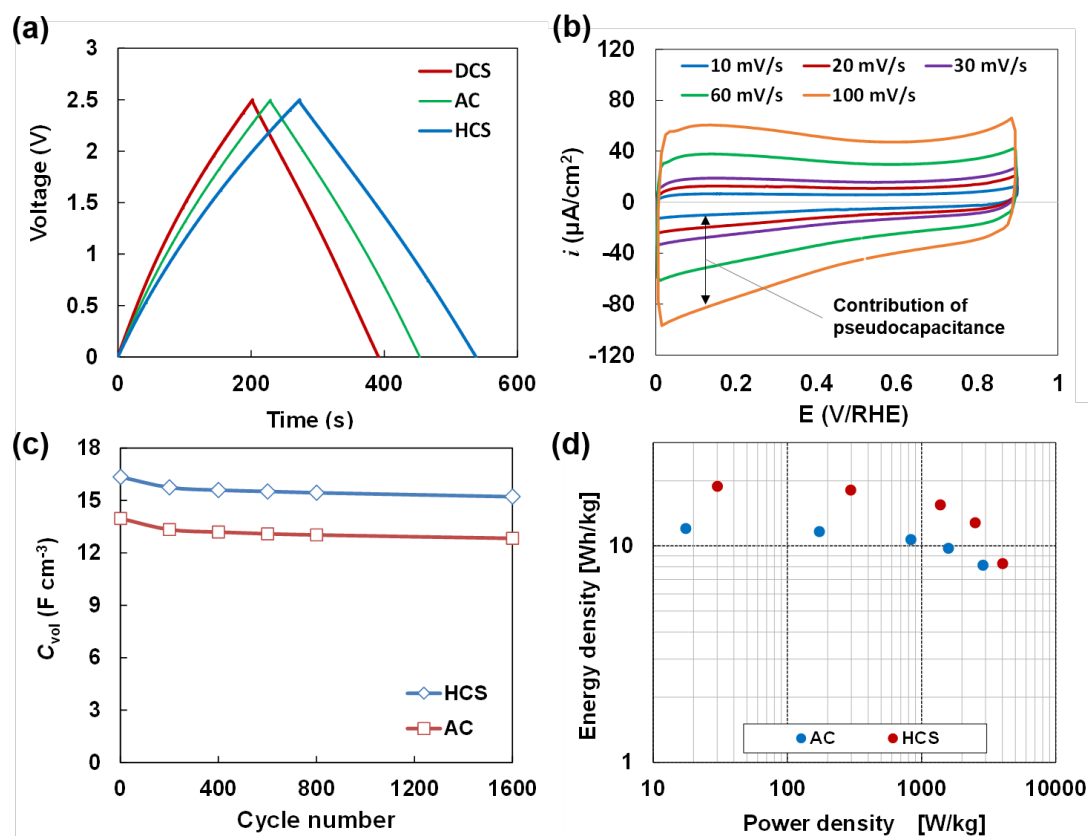 (a)
3
2.5
2
1.5
1
0.5
0
Voltage (V)
DCS
AC
HCS
0 200 400 600
Time (s)
(b)
120
80
40
0
-40
-80
-120
i (µA/cm²)
10 mV/s 20 mV/s 30 mV/s
60 mV/s 100 mV/s
Contribution of
pseudocapacitance
0 0.2 0.4 0.6 0.8 1
E (V/RHE)
(c)
18
15
12
9
6
3
0
Cvol (F cm⁻³)
HCS
AC
0 400 800 1200 1600
Cycle number
(d)
10
1
Energy density [Wh/kg]
AC HCS
10 100 1000 10000
Power density [W/kg]